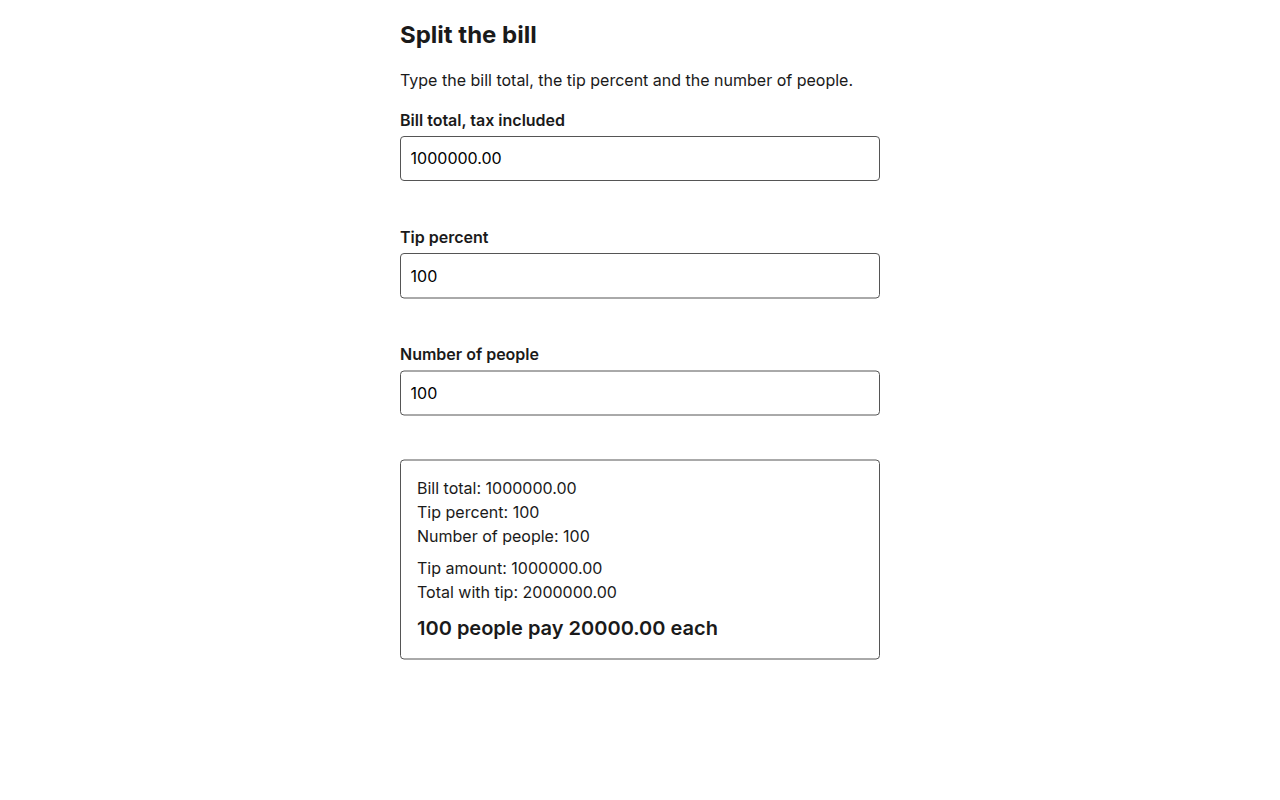 Split the bill
Type the bill total, the tip percent and the number of people.
Bill total, tax included
1000000.00
Tip percent
100
Number of people
100
Bill total: 1000000.00
Tip percent: 100
Number of people: 100
Tip amount: 1000000.00
Total with tip: 2000000.00
100 people pay 20000.00 each